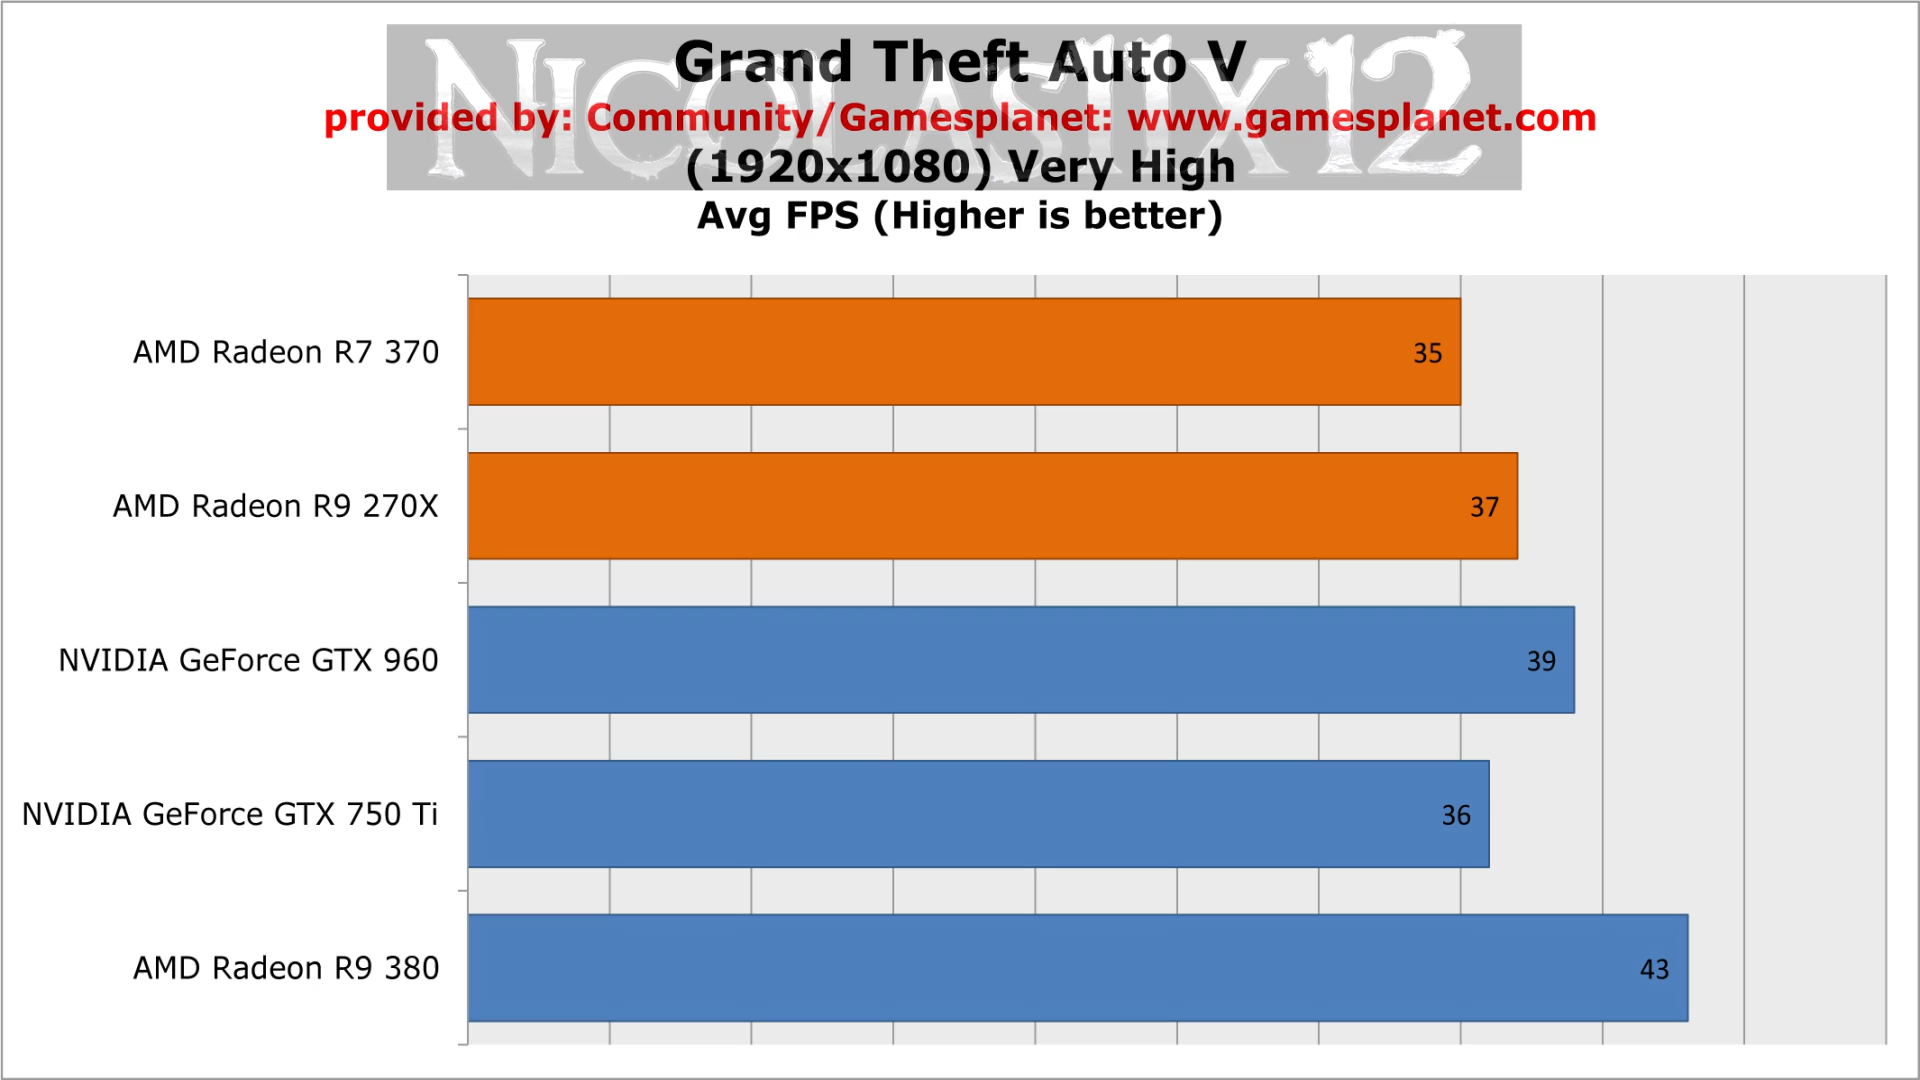 NICOLAS11X12
Grand Theft Auto V
provided by: Community/Gamesplanet: www.gamesplanet.com
(1920x1080) Very High
Avg FPS (Higher is better)
AMD Radeon R7 370
35
AMD Radeon R9 270X
37
NVIDIA GeForce GTX 960
39
NVIDIA GeForce GTX 750 Ti
36
AMD Radeon R9 380
43